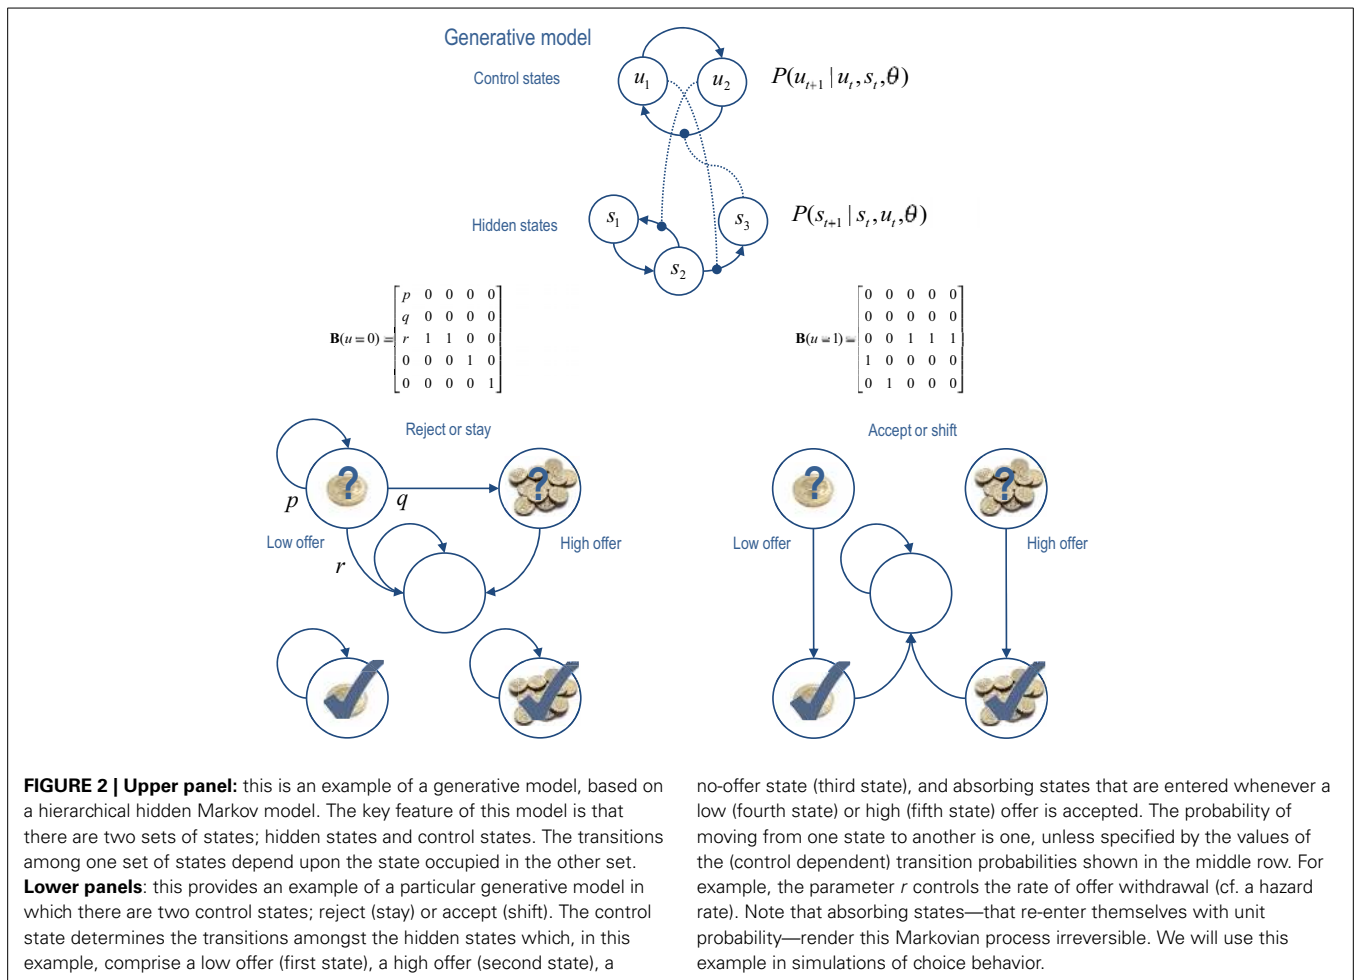 Generative model
Control states
u₁ u₂ P(uₜ₊₁ | uₜ, sₜ, θ̂)
Hidden states
s₁ s₃ P(sₜ₊₁ | sₜ, uₜ, θ̂)
s₂
B(u = 0) =
p 0 0 0 0
q 0 0 0 0
r 1 1 0 0
0 0 0 1 0
0 0 0 0 1
B(u = 1) =
0 0 0 0 0
0 0 0 0 0
0 0 1 1 1
1 0 0 0 0
0 1 0 0 0
Reject or stay
? ?
p q
Low offer High offer
r
Accept or shift
? ?
Low offer High offer
FIGURE 2 | Upper panel: this is an example of a generative model, based on
a hierarchical hidden Markov model. The key feature of this model is that
there are two sets of states; hidden states and control states. The transitions
among one set of states depend upon the state occupied in the other set.
Lower panels: this provides an example of a particular generative model in
which there are two control states; reject (stay) or accept (shift). The control
state determines the transitions amongst the hidden states which, in this
example, comprise a low offer (first state), a high offer (second state), a
no-offer state (third state), and absorbing states that are entered whenever a
low (fourth state) or high (fifth state) offer is accepted. The probability of
moving from one state to another is one, unless specified by the values of
the (control dependent) transition probabilities shown in the middle row. For
example, the parameter r controls the rate of offer withdrawal (cf. a hazard
rate). Note that absorbing states—that re-enter themselves with unit
probability—render this Markovian process irreversible. We will use this
example in simulations of choice behavior.